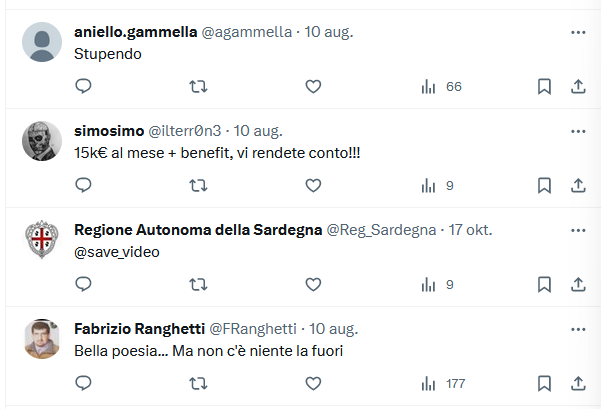 aniello.gammella @agammella · 10 aug.
Stupendo
66
simosimo @ilterr0n3 · 10 aug.
15k€ al mese + benefit, vi rendete conto!!!
9
Regione Autonoma della Sardegna @Reg_Sardegna · 17 okt.
@save_video
9
Fabrizio Ranghetti @FRanghetti · 10 aug.
Bella poesia... Ma non c'è niente la fuori
177